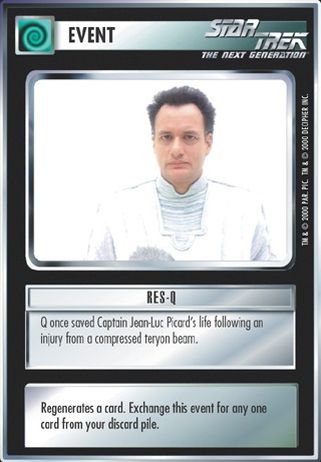 EVENT
STAR TREK
THE NEXT GENERATION
TM & © 2000 PAR. PIC. TM & © 2000 DECIPHER INC.
RES-Q
Q once saved Captain Jean-Luc Picard's life following an
injury from a compressed teryon beam.
Regenerates a card. Exchange this event for any one
card from your discard pile.